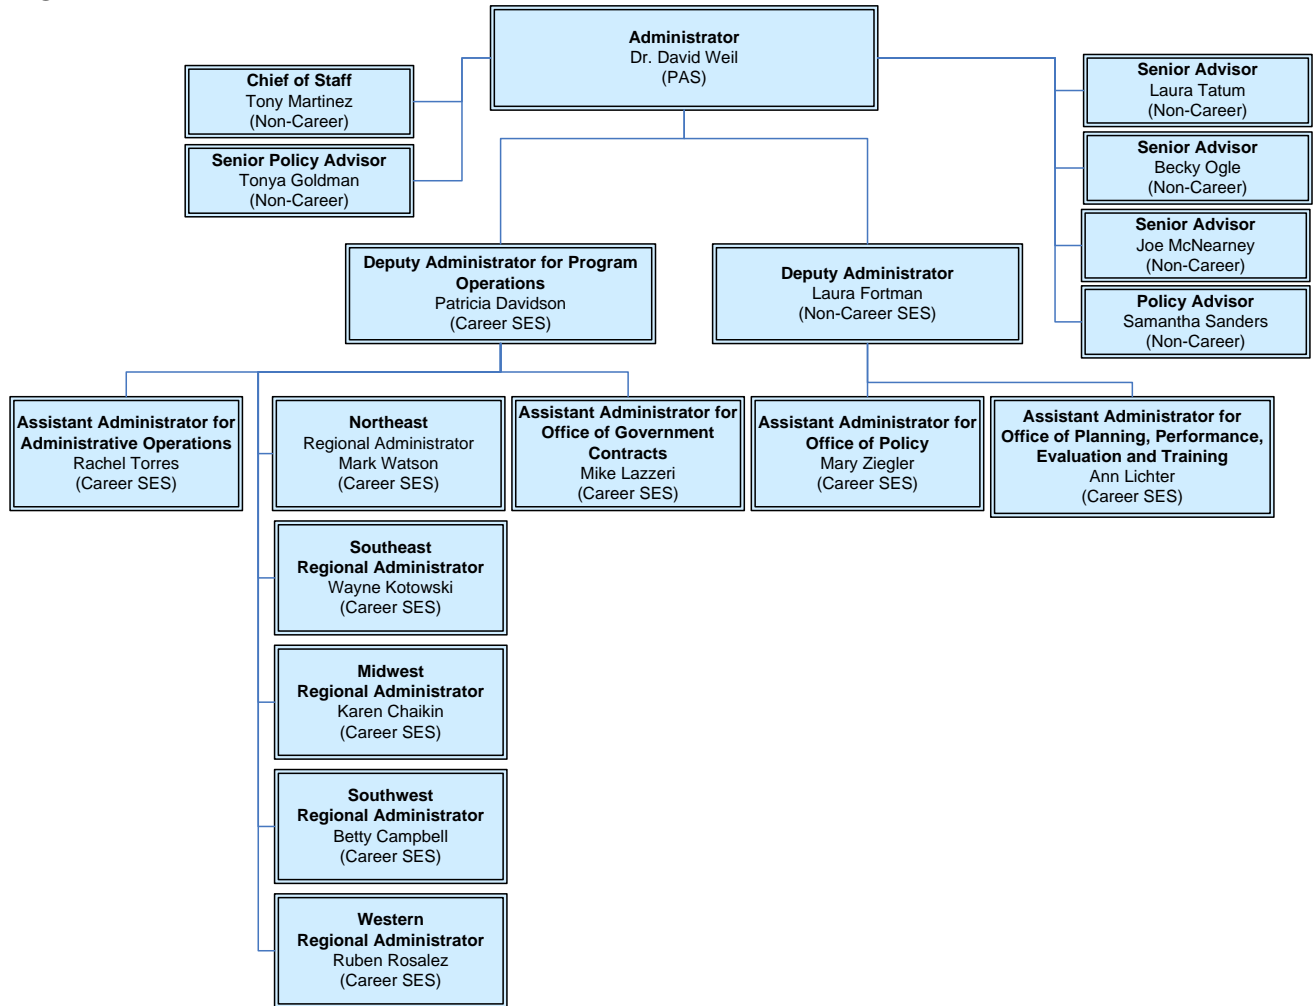 Administrator
Dr. David Weil
(PAS)
Chief of Staff
Tony Martinez
(Non-Career)
Senior Policy Advisor
Tonya Goldman
(Non-Career)
Senior Advisor
Laura Tatum
(Non-Career)
Senior Advisor
Becky Ogle
(Non-Career)
Senior Advisor
Joe McNearney
(Non-Career)
Policy Advisor
Samantha Sanders
(Non-Career)
Deputy Administrator for Program
Operations
Patricia Davidson
(Career SES)
Deputy Administrator
Laura Fortman
(Non-Career SES)
Assistant Administrator for
Administrative Operations
Rachel Torres
(Career SES)
Northeast
Regional Administrator
Mark Watson
(Career SES)
Assistant Administrator for
Office of Government
Contracts
Mike Lazzeri
(Career SES)
Assistant Administrator for
Office of Policy
Mary Ziegler
(Career SES)
Assistant Administrator for
Office of Planning, Performance,
Evaluation and Training
Ann Lichter
(Career SES)
Southeast
Regional Administrator
Wayne Kotowski
(Career SES)
Midwest
Regional Administrator
Karen Chaikin
(Career SES)
Southwest
Regional Administrator
Betty Campbell
(Career SES)
Western
Regional Administrator
Ruben Rosalez
(Career SES)